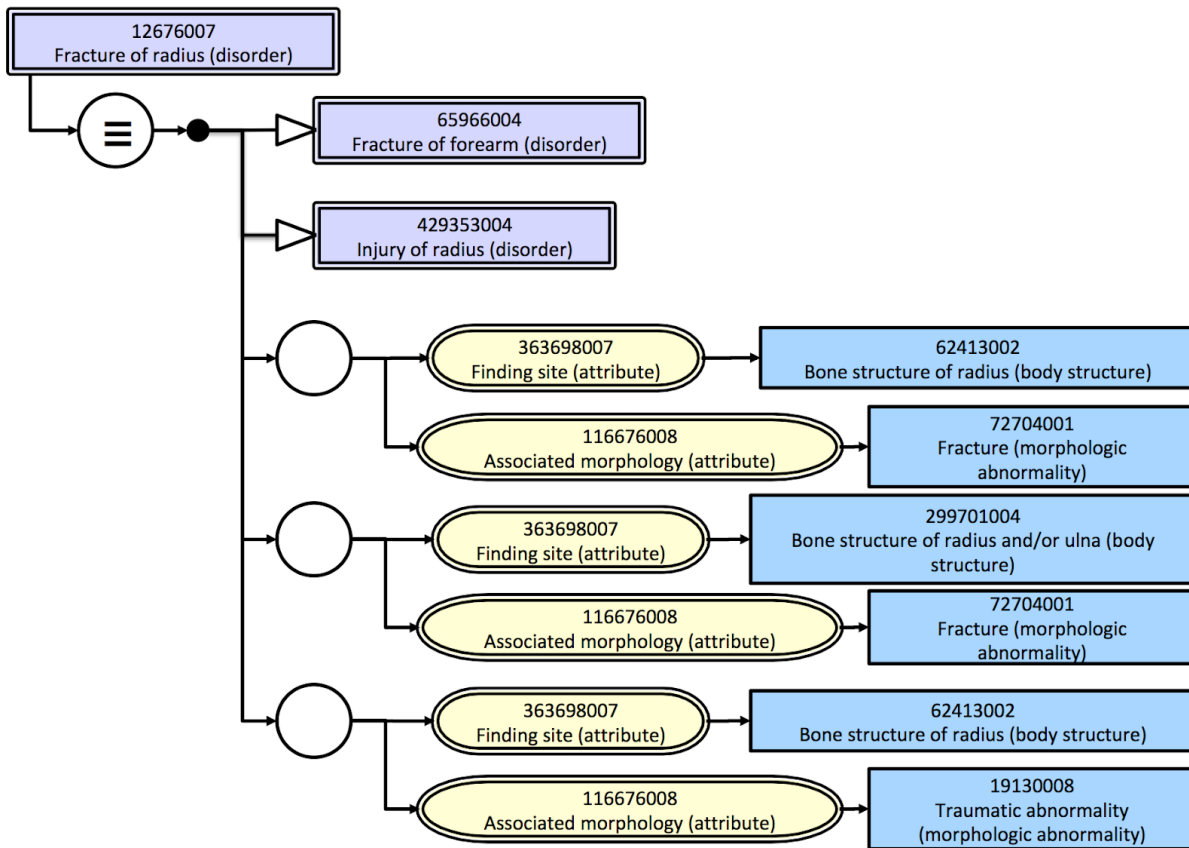 12676007
Fracture of radius (disorder)
≡
65966004
Fracture of forearm (disorder)
429353004
Injury of radius (disorder)
363698007
Finding site (attribute)
62413002
Bone structure of radius (body structure)
116676008
Associated morphology (attribute)
72704001
Fracture (morphologic
abnormality)
363698007
Finding site (attribute)
299701004
Bone structure of radius and/or ulna (body
structure)
116676008
Associated morphology (attribute)
72704001
Fracture (morphologic
abnormality)
363698007
Finding site (attribute)
62413002
Bone structure of radius (body structure)
116676008
Associated morphology (attribute)
19130008
Traumatic abnormality
(morphologic abnormality)